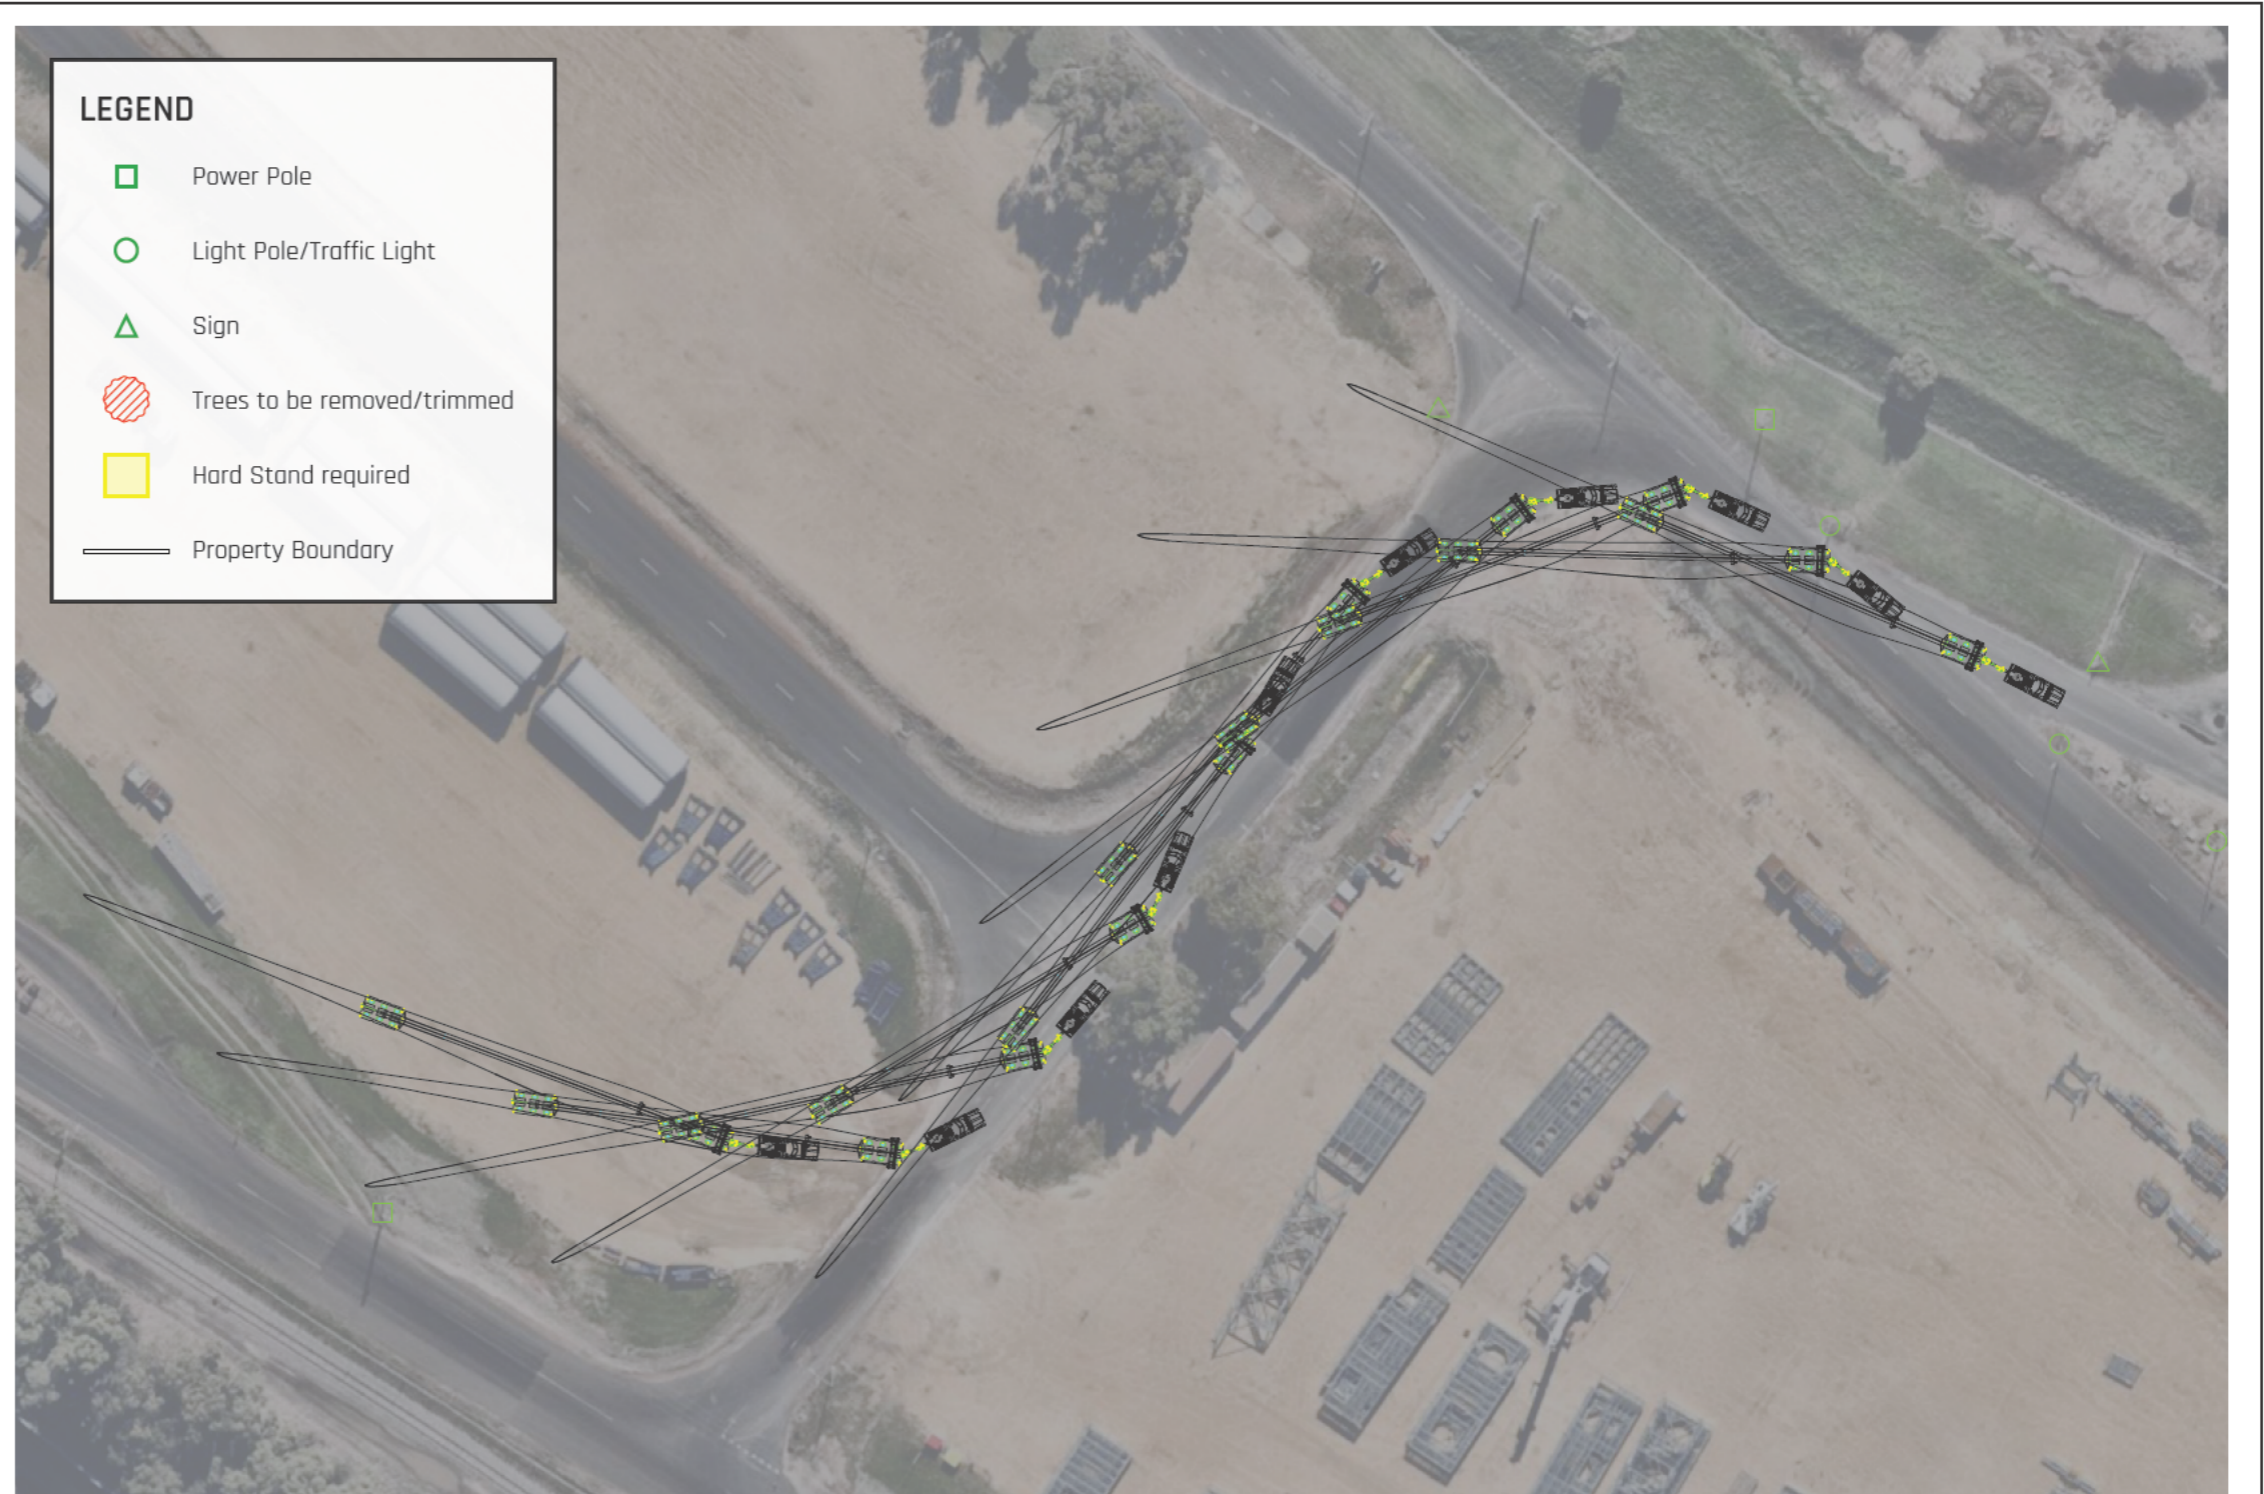 LEGEND
Power Pole
Light Pole/Traffic Light
Sign
Trees to be removed/trimmed
Hard Stand required
Property Boundary